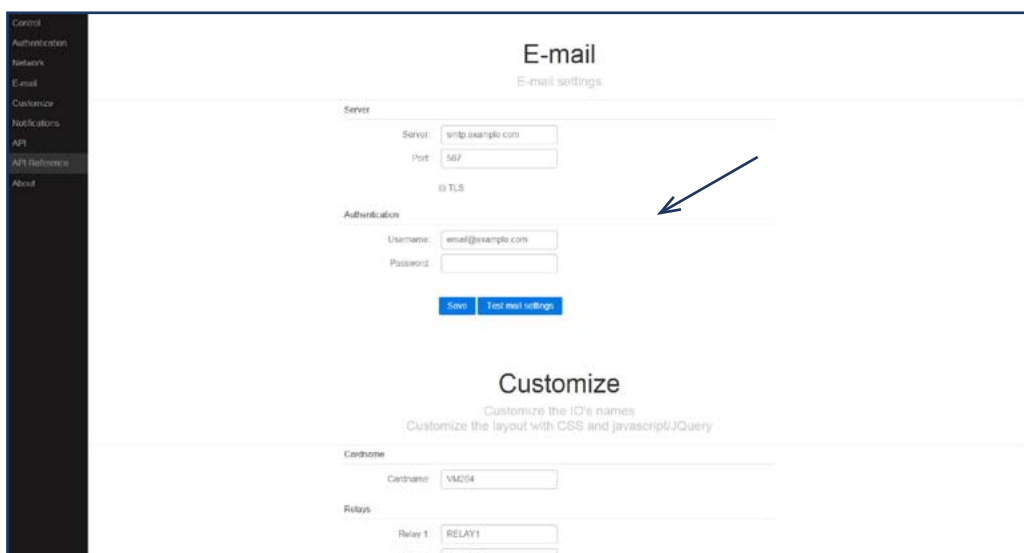 Control
Authentication
Network
E-mail
Customize
Notifications
API
API Reference
About
E-mail
E-mail settings
Server
Server: smtp.example.com
Port: 587
TLS
Authentication
Username: email@example.com
Password:
Save Test mail settings
Customize
Customize the IO's names
Customize the layout with CSS and javascript/JQuery
Cardname
Cardname: VM204
Relays
Relay 1: RELAY1